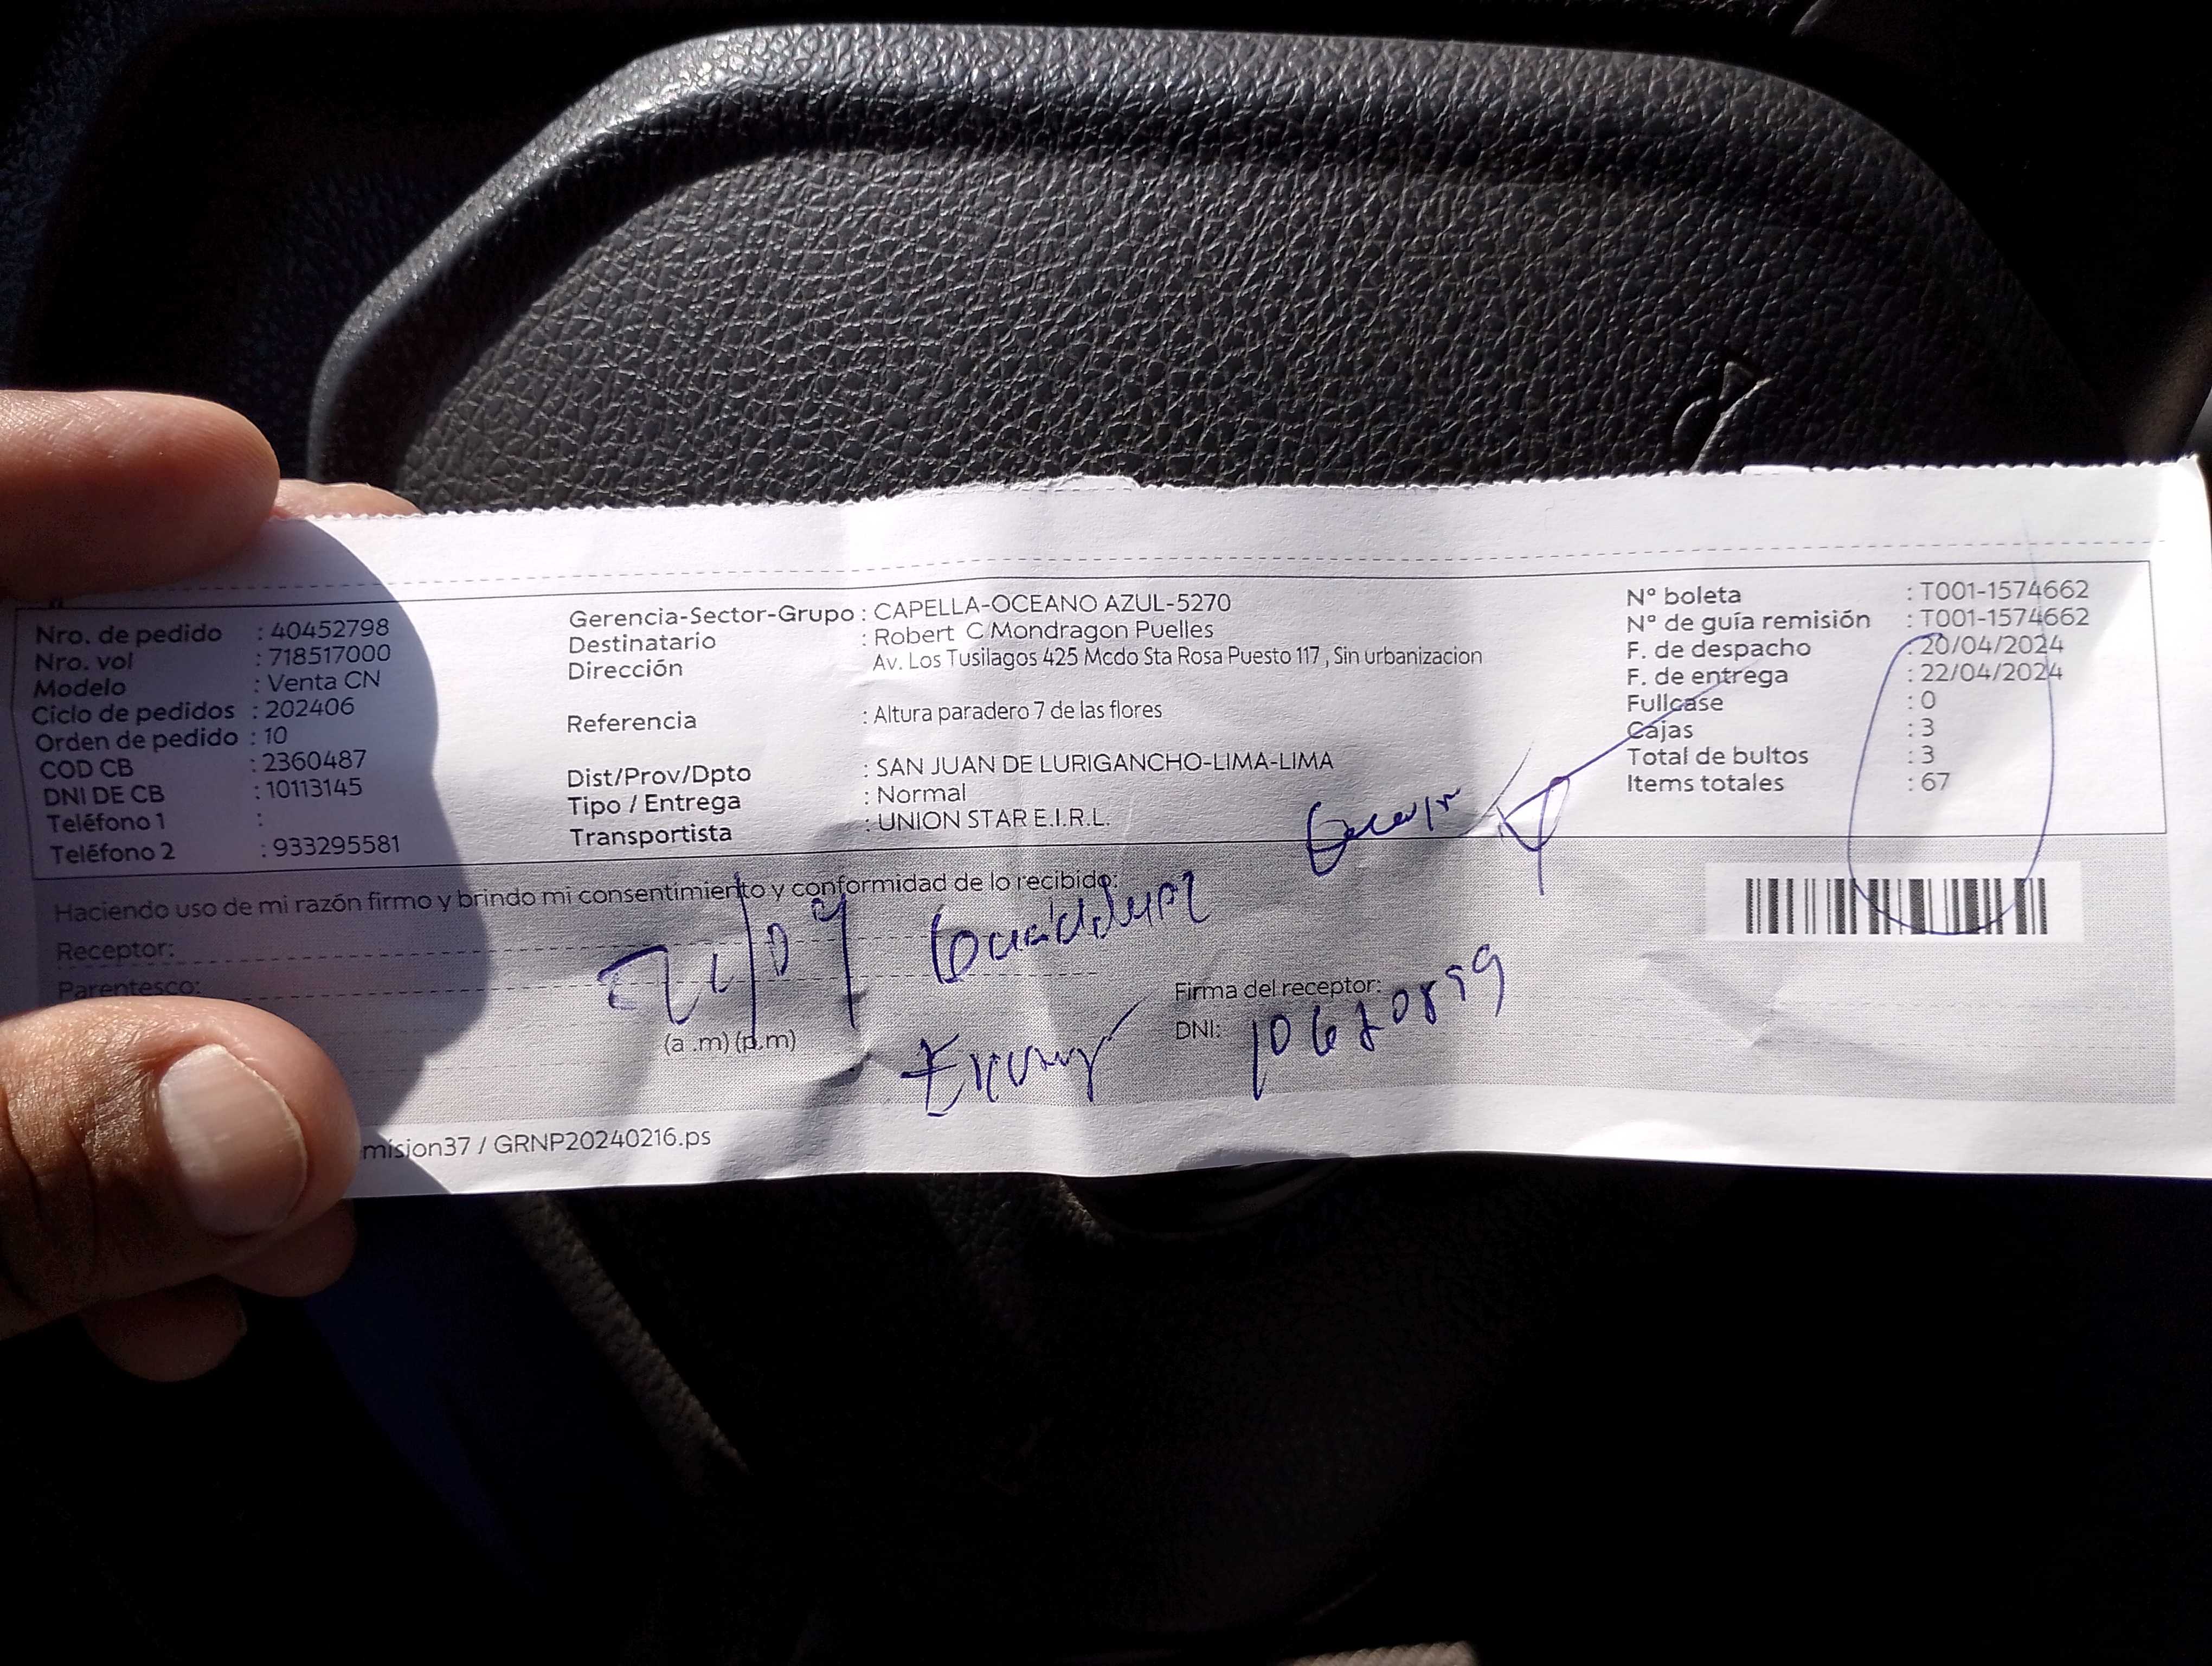 Nro. de pedido : 40452798
Nro. vol : 718517000
Modelo : Venta CN
Ciclo de pedidos : 202406
Orden de pedido : 10
COD CB : 2360487
DNI DE CB : 10113145
Teléfono 1 :
Teléfono 2 : 933295581
Gerencia-Sector-Grupo : CAPELLA-OCEANO AZUL-5270
Destinatario : Robert C Mondragon Puelles
Dirección Av. Los Tusilagos 425 Mcdo Sta Rosa Puesto 117 , Sin urbanizacion
Referencia : Altura paradero 7 de las flores
Dist/Prov/Dpto : SAN JUAN DE LURIGANCHO-LIMA-LIMA
Tipo / Entrega : Normal
Transportista : UNION STAR E.I.R.L.
N° boleta : T001-1574662
N° de guía remisión : T001-1574662
F. de despacho : 20/04/2024
F. de entrega : 22/04/2024
Fullcase : 0
Cajas : 3
Total de bultos : 3
Items totales : 67
Haciendo uso de mi razón firmo y brindo mi consentimiento y conformidad de lo recibido:
Receptor:
Parentesco:
(a .m) (p.m)
Firma del receptor:
DNI:
mision37 / GRNP20240216.ps